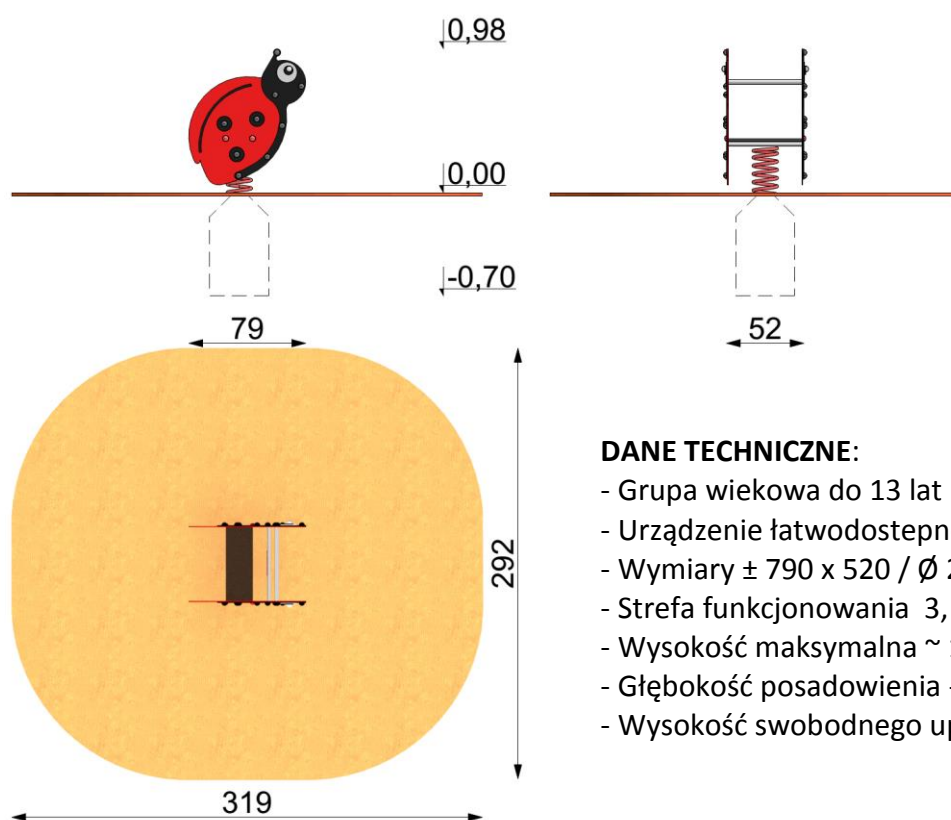 0,98
0,00
-0,70
79
52
292
319
DANE TECHNICZNE:
- Grupa wiekowa do 13 lat
- Urządzenie łatwodostepn
- Wymiary ± 790 x 520 / Ø
- Strefa funkcjonowania 3,
- Wysokość maksymalna ~
- Głębokość posadowienia
- Wysokość swobodnego up